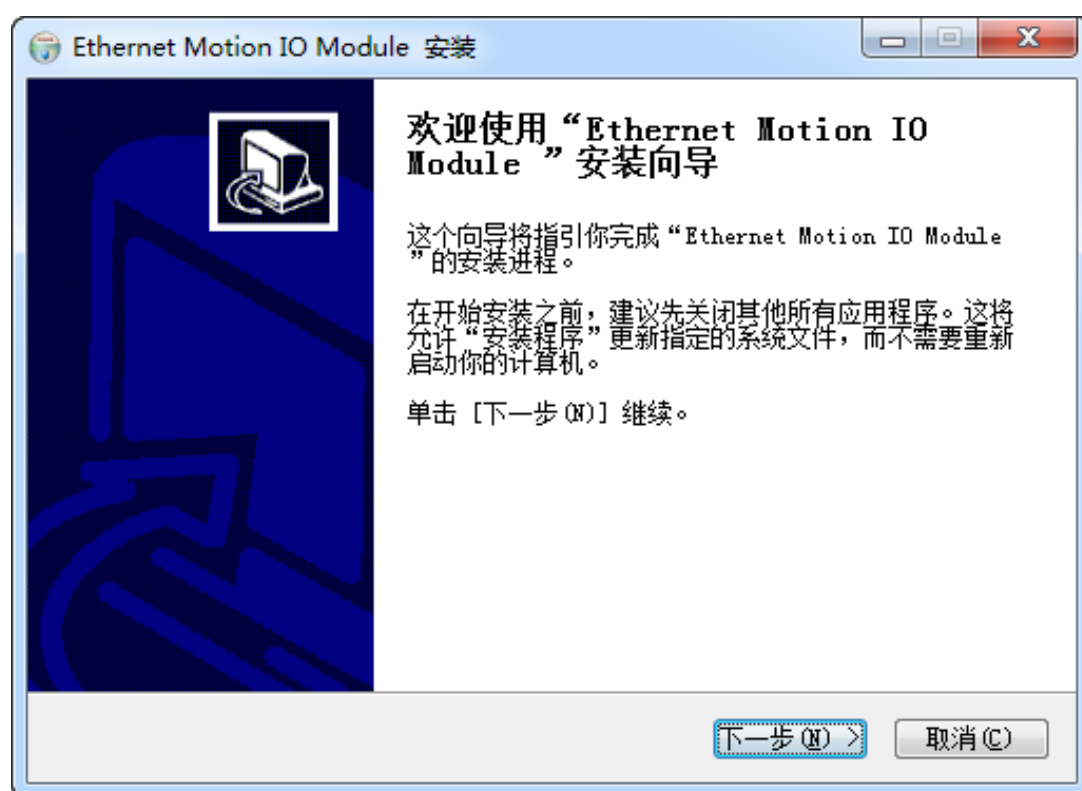 Ethernet Motion IO Module 安装
欢迎使用“Ethernet Motion IO
Module ”安装向导
这个向导将指引你完成“Ethernet Motion IO Module
”的安装进程。
在开始安装之前，建议先关闭其他所有应用程序。这将
允许“安装程序”更新指定的系统文件，而不需要重新
启动你的计算机。
单击 [下一步(N)] 继续。
下一步(N) >
取消(C)